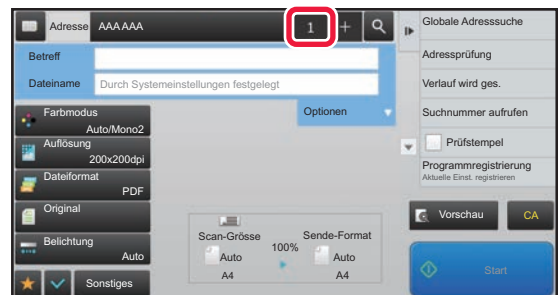 Adresse AAA AAA 1 +
Betreff
Dateiname Durch Systemeinstellungen festgelegt
Optionen
Farbmodus
Auto/Mono2
Auflösung
200x200dpi
Dateiformat
PDF
Original
Belichtung
Auto
Sonstiges
Scan-Grösse
Auto
A4
100%
Sende-Format
Auto
A4
Globale Adresssuche
Adressprüfung
Verlauf wird ges.
Suchnummer aufrufen
Prüfstempel
Programmregistrierung
Aktuelle Einst. registrieren
Vorschau
CA
Start